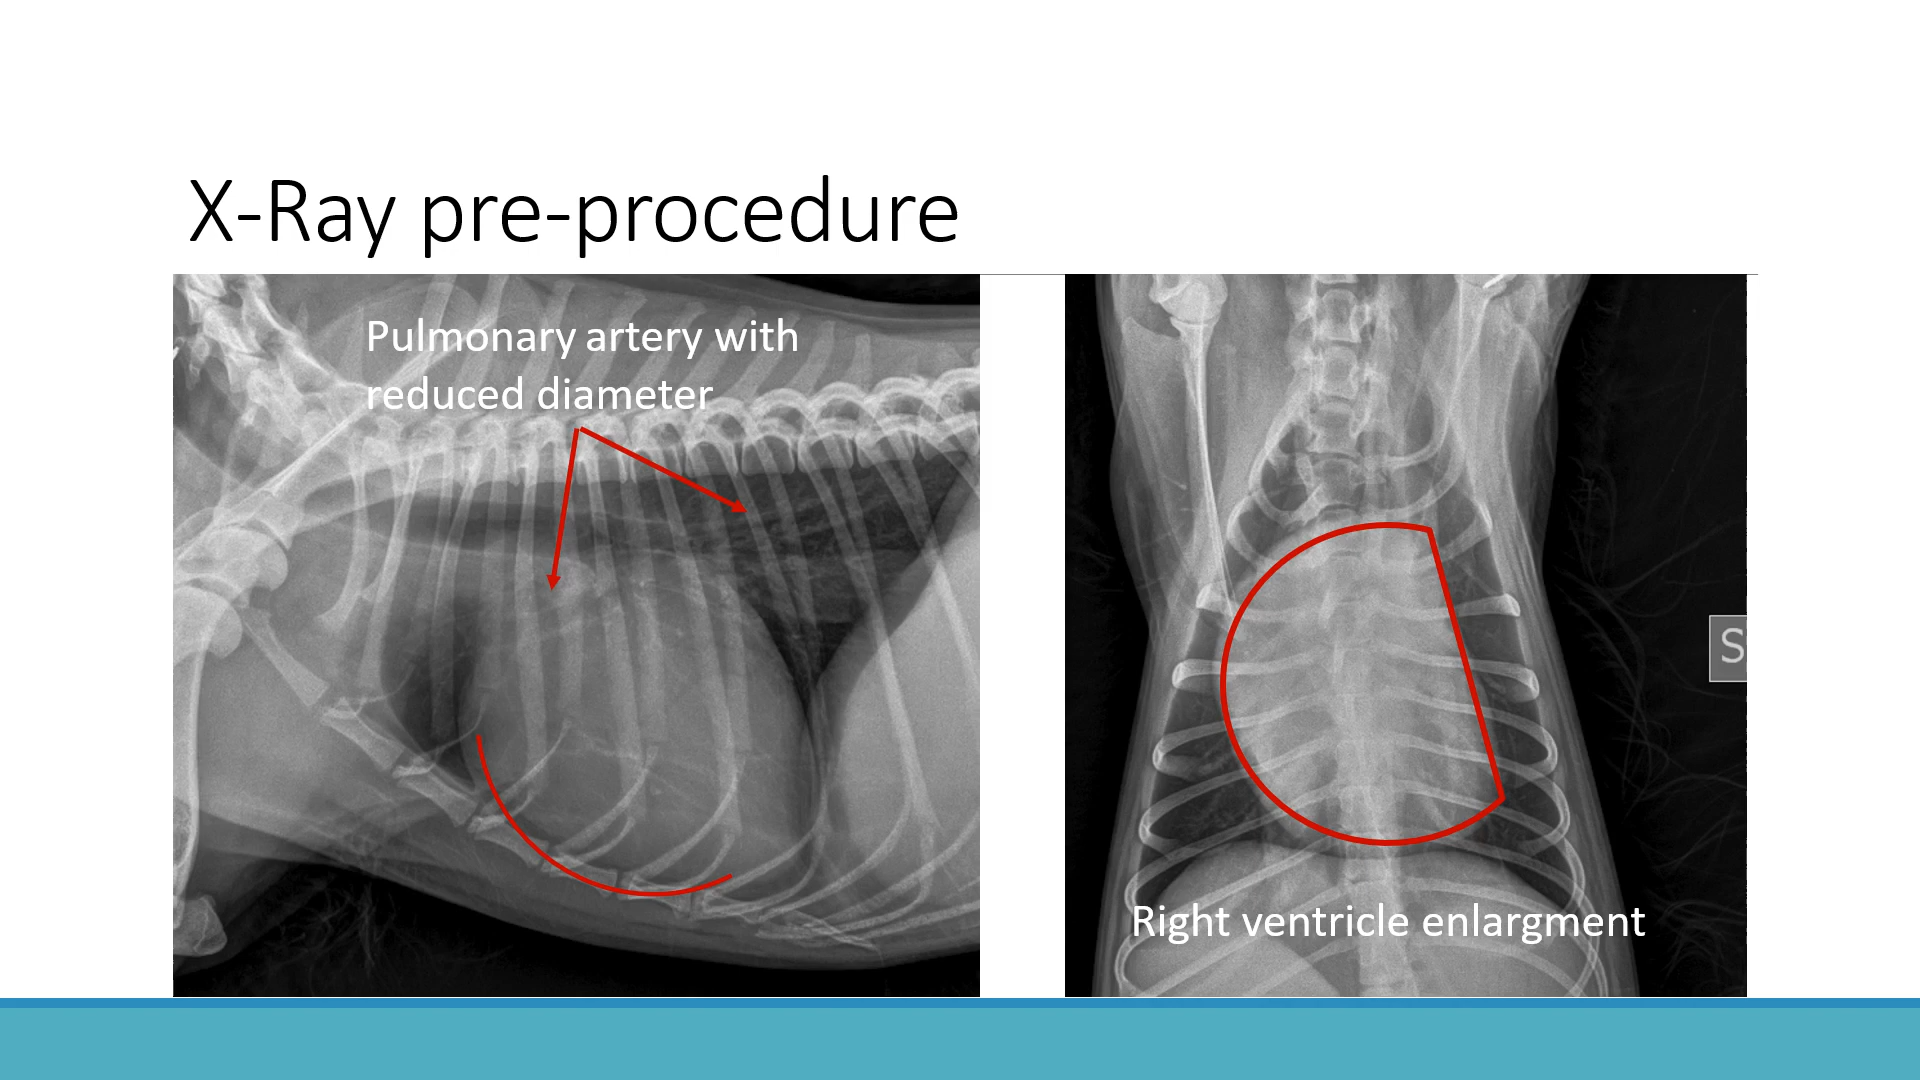 X-Ray pre-procedure
Pulmonary artery with
reduced diameter
S
Right ventricle enlargment